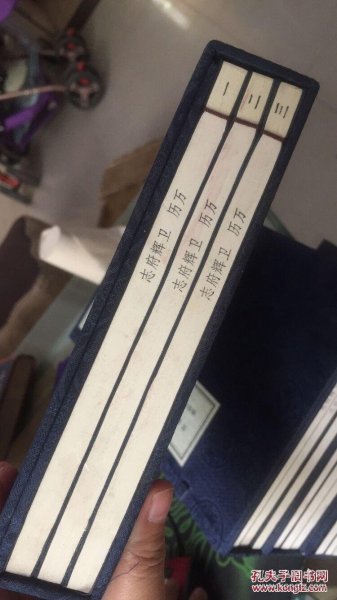 一
二
三
万历 卫辉府志
万历 卫辉府志
万历 卫辉府志
孔夫子旧书网